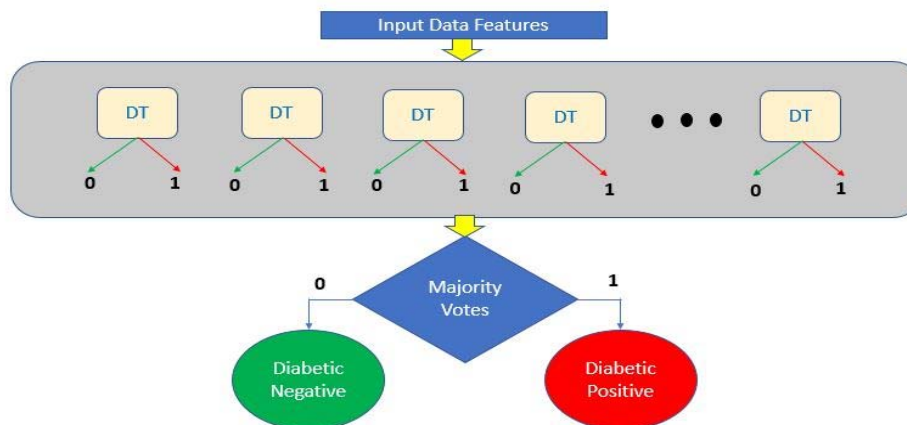 Input Data Features
DT DT DT DT DT
0 1 0 1 0 1 0 1 0 1
0 1
Majority
Votes
Diabetic
Negative
Diabetic
Positive